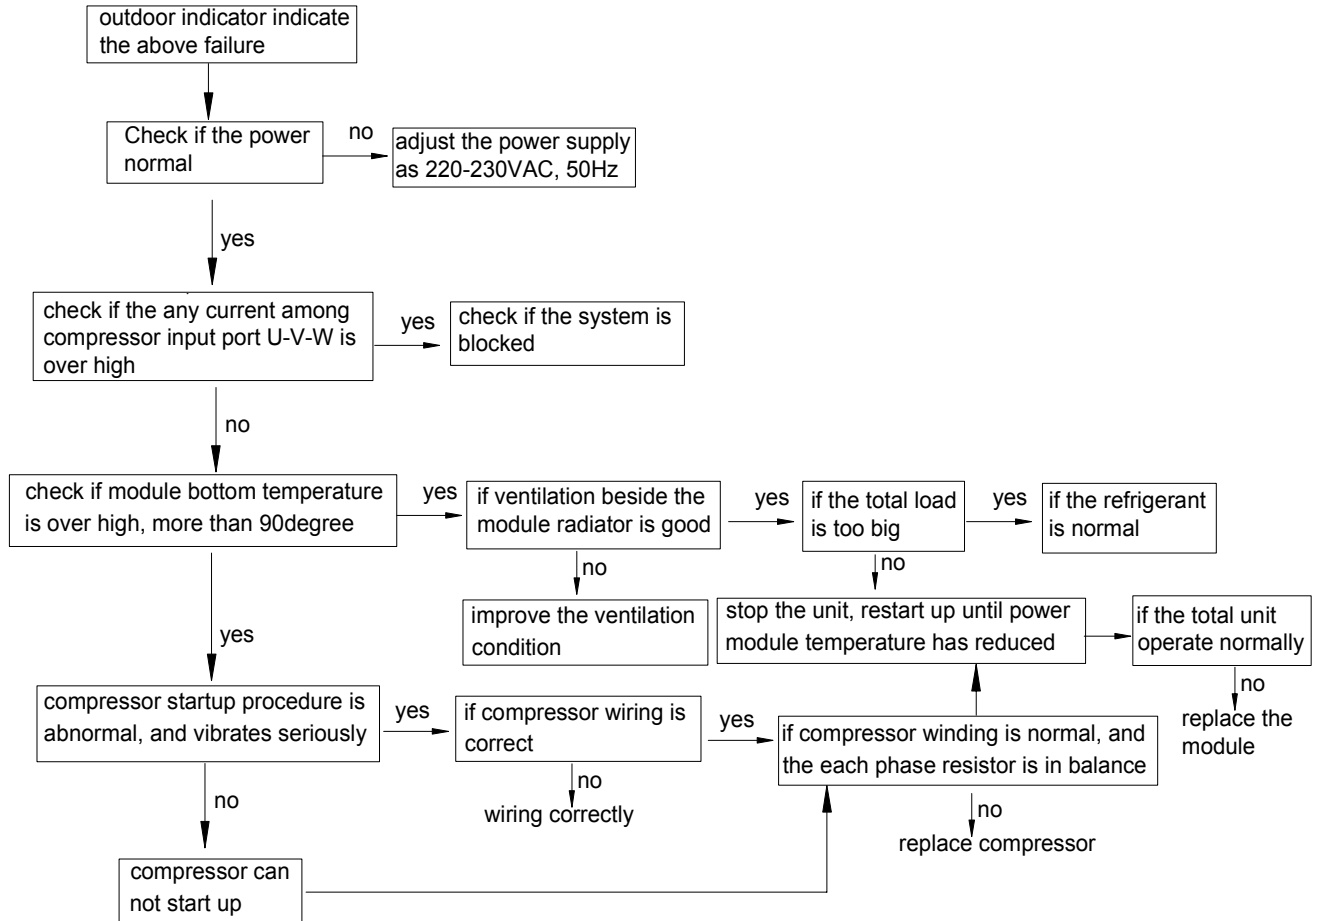 outdoor indicator indicate
the above failure
Check if the power
normal
no
adjust the power supply
as 220-230VAC, 50Hz
yes
check if the any current among
compressor input port U-V-W is
over high
yes
check if the system is
blocked
no
check if module bottom temperature
is over high, more than 90degree
yes
if ventilation beside the
module radiator is good
yes
if the total load
is too big
yes
if the refrigerant
is normal
no
improve the ventilation
condition
no
stop the unit, restart up until power
module temperature has reduced
if the total unit
operate normally
no
replace the
module
yes
compressor startup procedure is
abnormal, and vibrates seriously
yes
if compressor wiring is
correct
yes
if compressor winding is normal, and
the each phase resistor is in balance
no
wiring correctly
no
replace compressor
no
compressor can
not start up